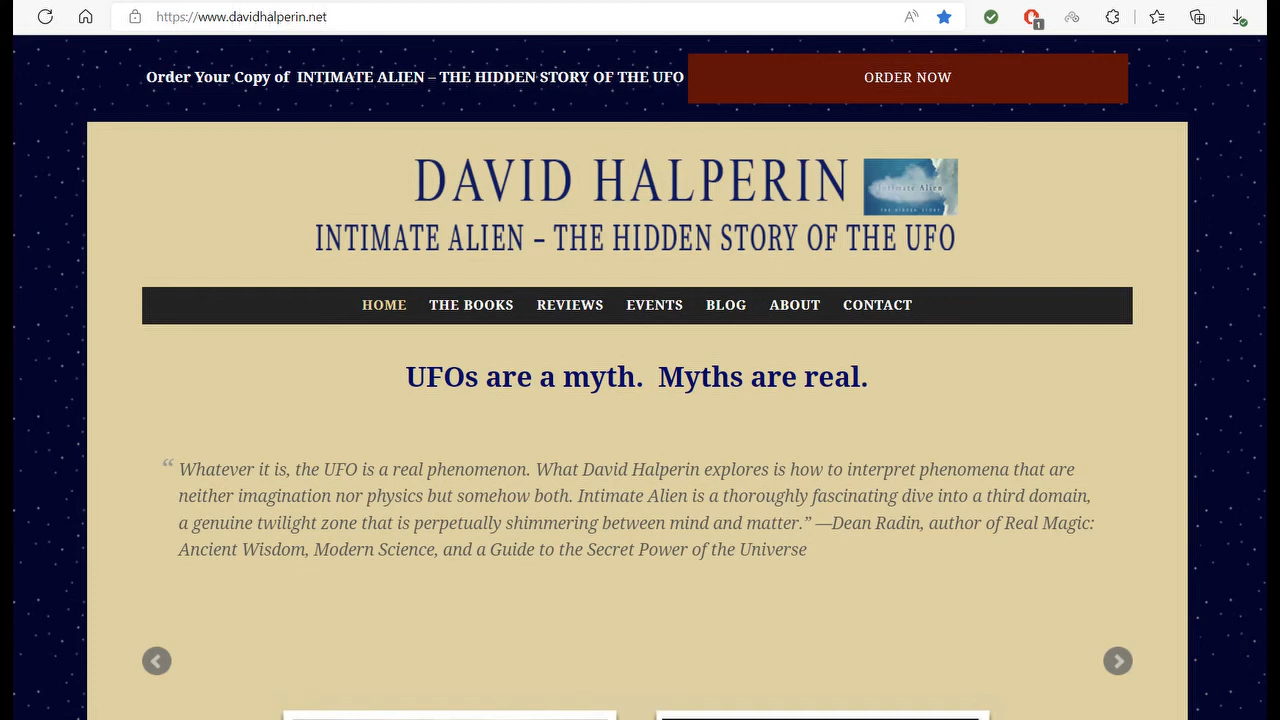 https://www.davidhalperin.net
1
Order Your Copy of INTIMATE ALIEN – THE HIDDEN STORY OF THE UFO
ORDER NOW
DAVID HALPERIN
Intimate Alien
THE HIDDEN STORY
INTIMATE ALIEN – THE HIDDEN STORY OF THE UFO
HOME THE BOOKS REVIEWS EVENTS BLOG ABOUT CONTACT
UFOs are a myth. Myths are real.
“ Whatever it is, the UFO is a real phenomenon. What David Halperin explores is how to interpret phenomena that are
neither imagination nor physics but somehow both. Intimate Alien is a thoroughly fascinating dive into a third domain,
a genuine twilight zone that is perpetually shimmering between mind and matter.” —Dean Radin, author of Real Magic:
Ancient Wisdom, Modern Science, and a Guide to the Secret Power of the Universe